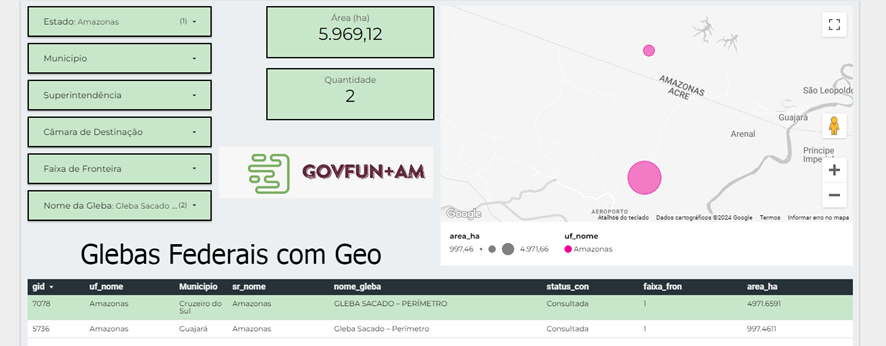 Estado: Amazonas (1)
Município
Superintendência
Câmara de Destinação
Faixa de Fronteira
Nome da Gleba: Gleba Sacado ... (2)
Área (ha)
5.969,12
Quantidade
2
GOVFUN+AM
Glebas Federais com Geo
AMAZONAS
ACRE
São Leopoldo
Guajará
Arenal
Príncipe
AEROPORTO
Google
Atalhos do teclado Dados cartográficos ©2024 Google Termos Informar erro no mapa
area_ha uf_nome
997,46 4.971,66 Amazonas
gid uf_nome Municipio sr_nome nome_gleba status_con faixa_fron area_ha
7078 Amazonas Cruzeiro do Amazonas GLEBA SACADO – PERÍMETRO Consultada 1 4971.6591
Sul
5736 Amazonas Guajará Amazonas Gleba Sacado – Perímetro Consultada 1 997.4611